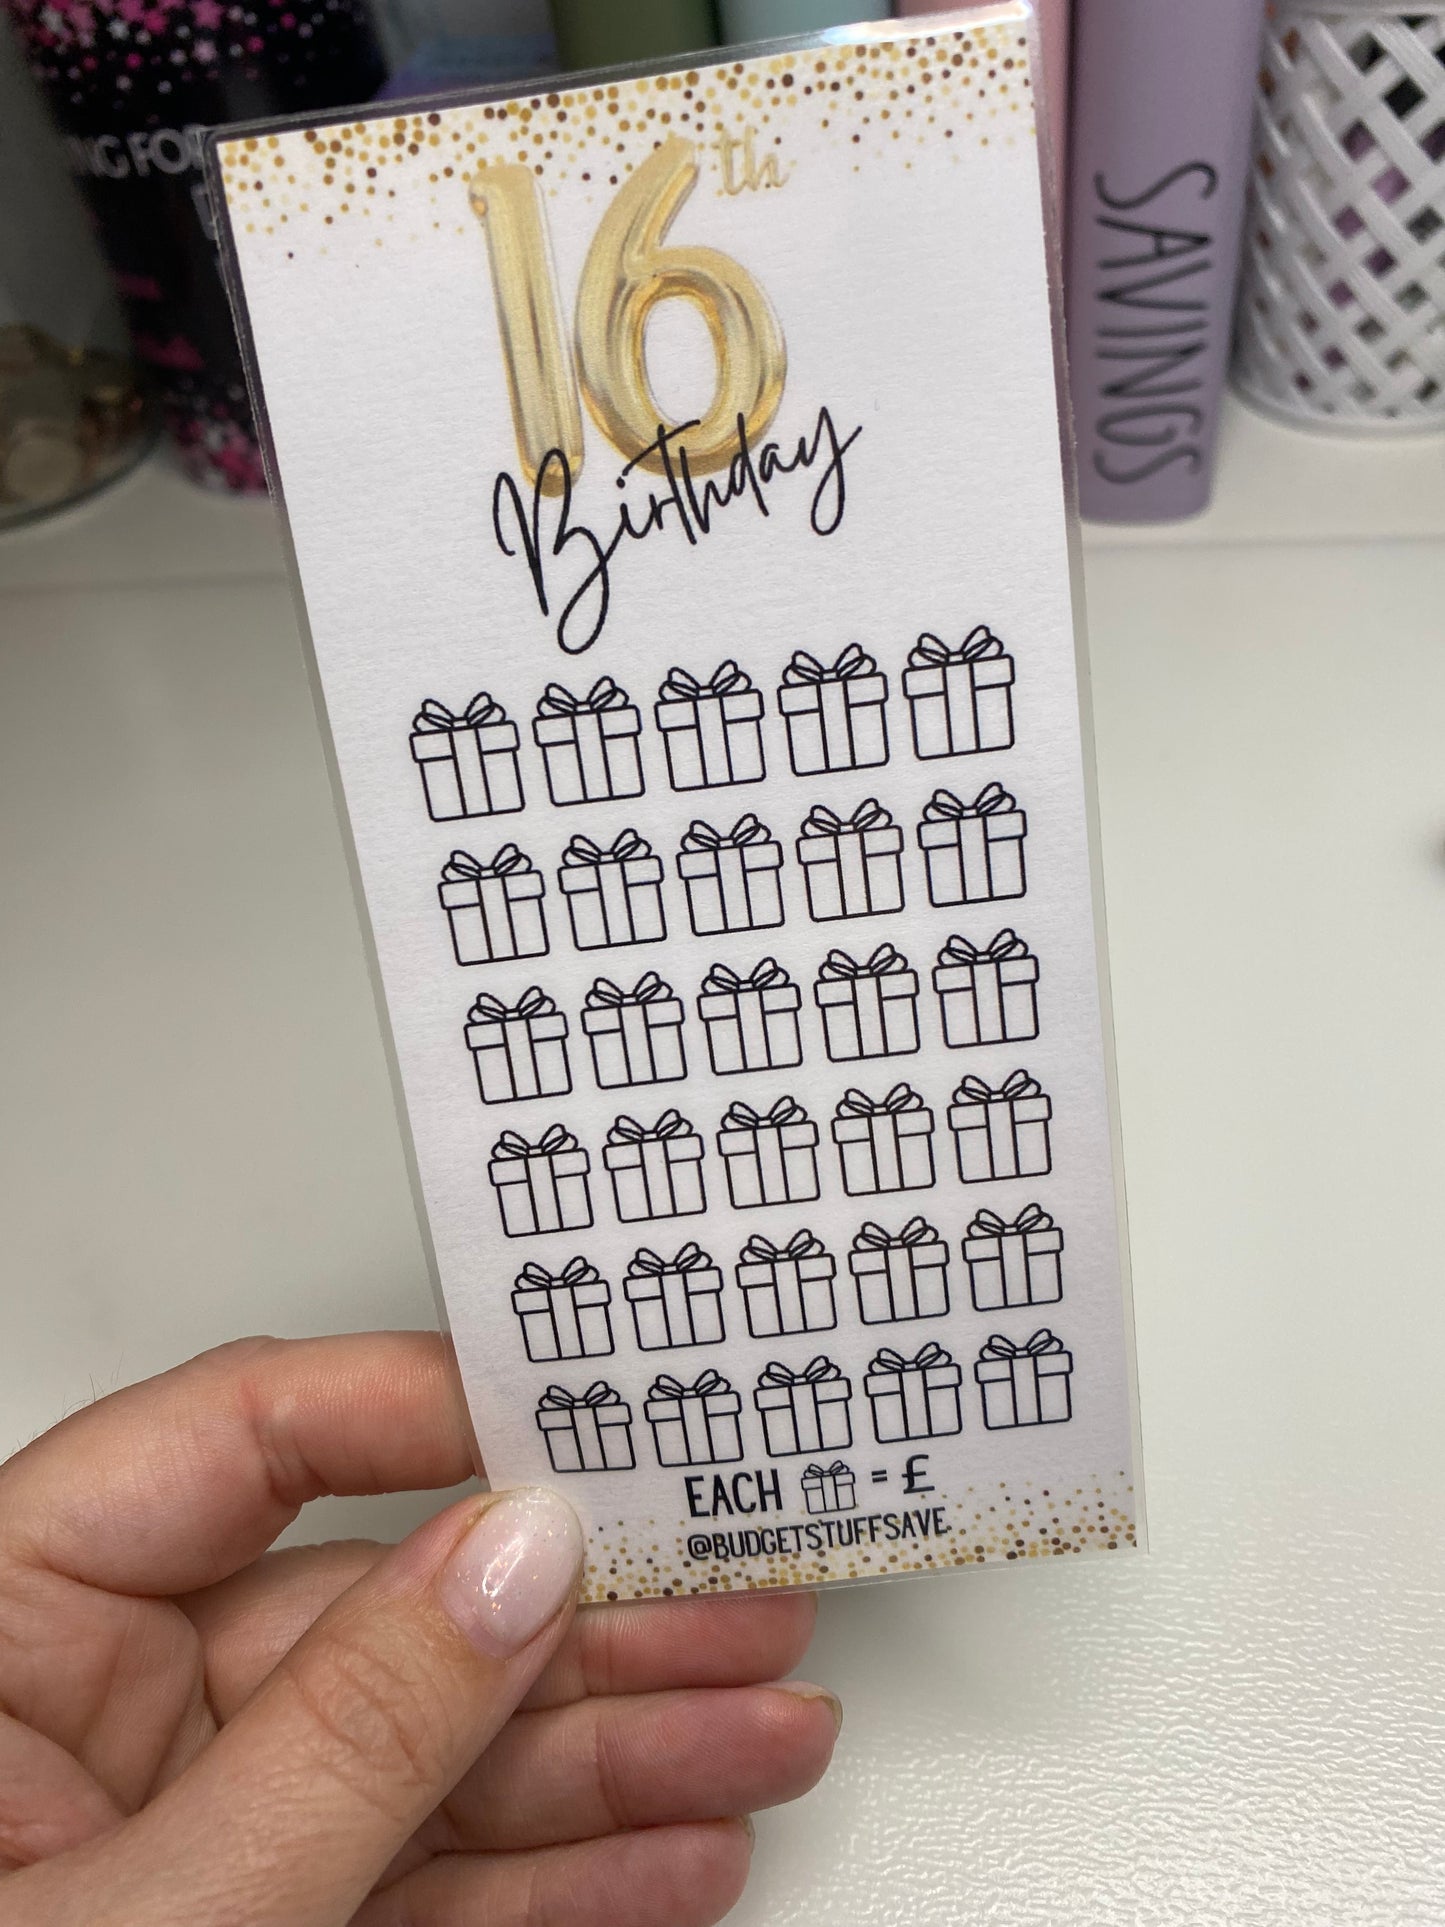 16th
Birthday
EACH = £
@BUDGETSTUFFSAVE
SAVINGS